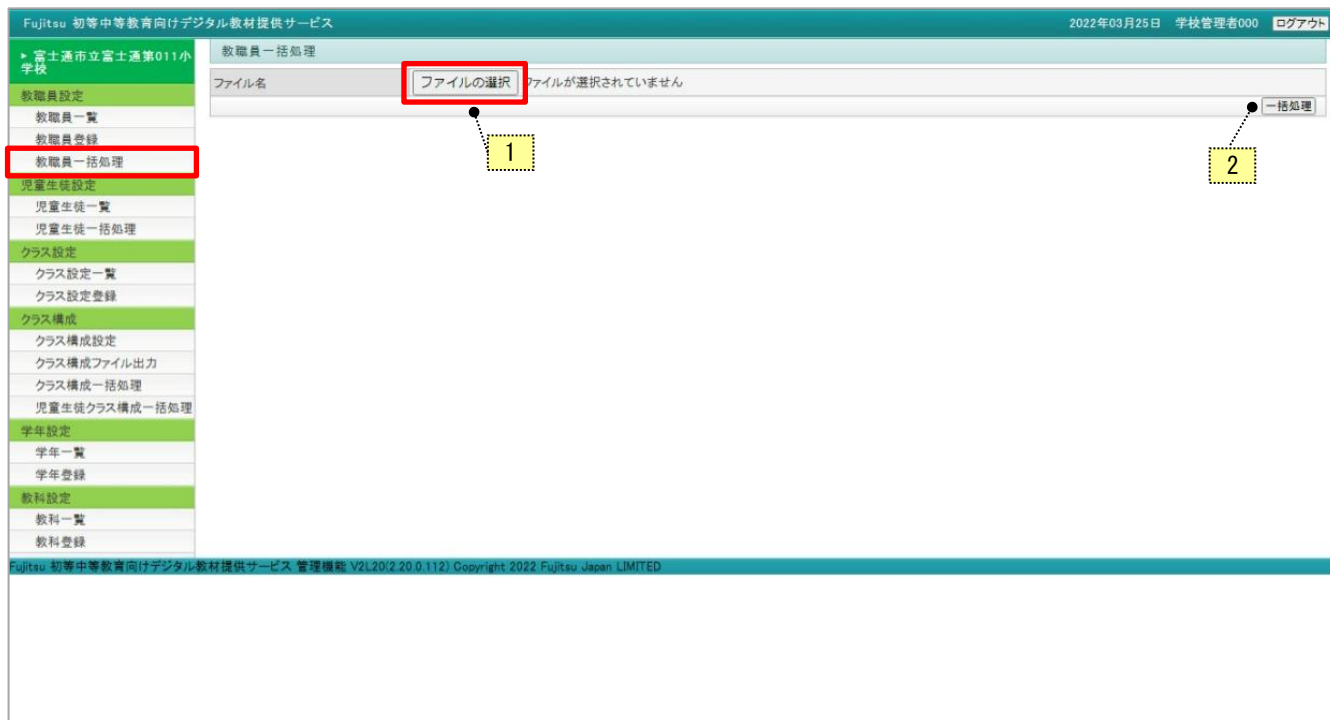 Fujitsu 初等中等教育向けデジタル教材提供サービス 2022年03月25日 学校管理者000 ログアウト
富士通市立富士通第011小
学校
教職員設定
教職員一覧
教職員登録
教職員一括処理
児童生徒設定
児童生徒一覧
児童生徒一括処理
クラス設定
クラス設定一覧
クラス設定登録
クラス構成
クラス構成設定
クラス構成ファイル出力
クラス構成一括処理
児童生徒クラス構成一括処理
学年設定
学年一覧
学年登録
教科設定
教科一覧
教科登録
教職員一括処理
ファイル名 ファイルの選択 ファイルが選択されていません
一括処理
1
2
Fujitsu 初等中等教育向けデジタル教材提供サービス 管理機能 V2L20(2.20.0.112) Copyright 2022 Fujitsu Japan LIMITED